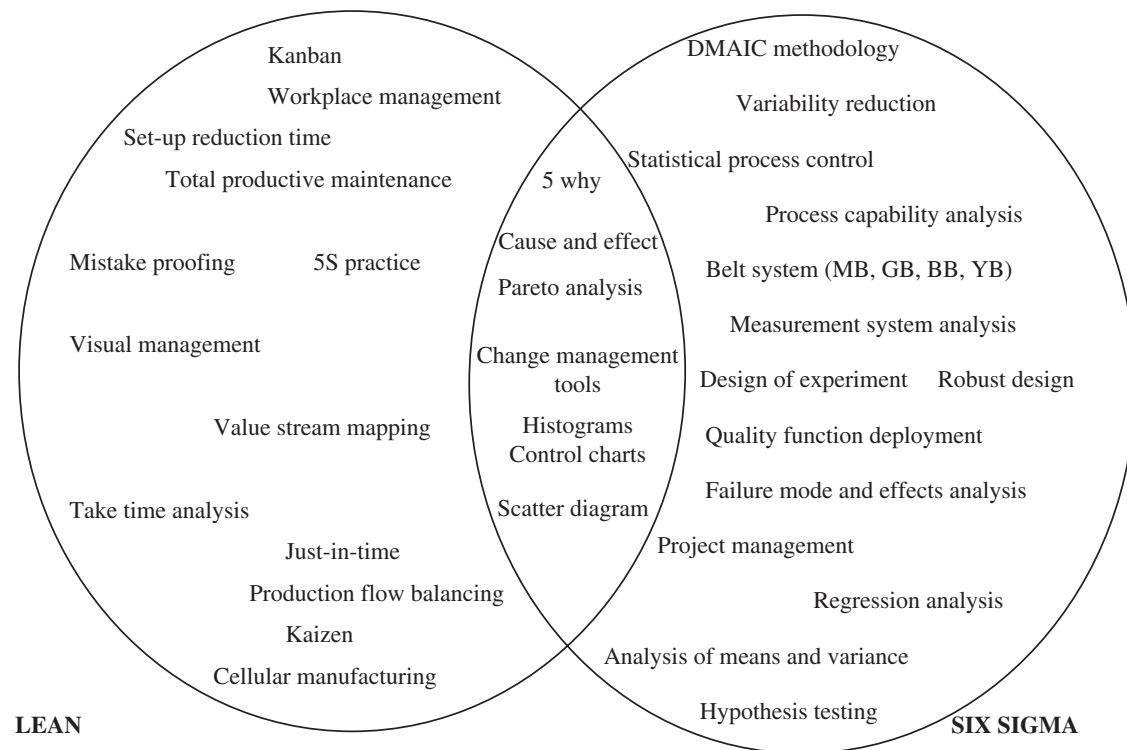 Kanban
Workplace management
Set-up reduction time
Total productive maintenance
Mistake proofing
5S practice
Visual management
Value stream mapping
Take time analysis
Just-in-time
Production flow balancing
Kaizen
Cellular manufacturing
LEAN
5 why
Cause and effect
Pareto analysis
Change management
tools
Histograms
Control charts
Scatter diagram
DMAIC methodology
Variability reduction
Statistical process control
Process capability analysis
Belt system (MB, GB, BB, YB)
Measurement system analysis
Design of experiment
Robust design
Quality function deployment
Failure mode and effects analysis
Project management
Regression analysis
Analysis of means and variance
Hypothesis testing
SIX SIGMA